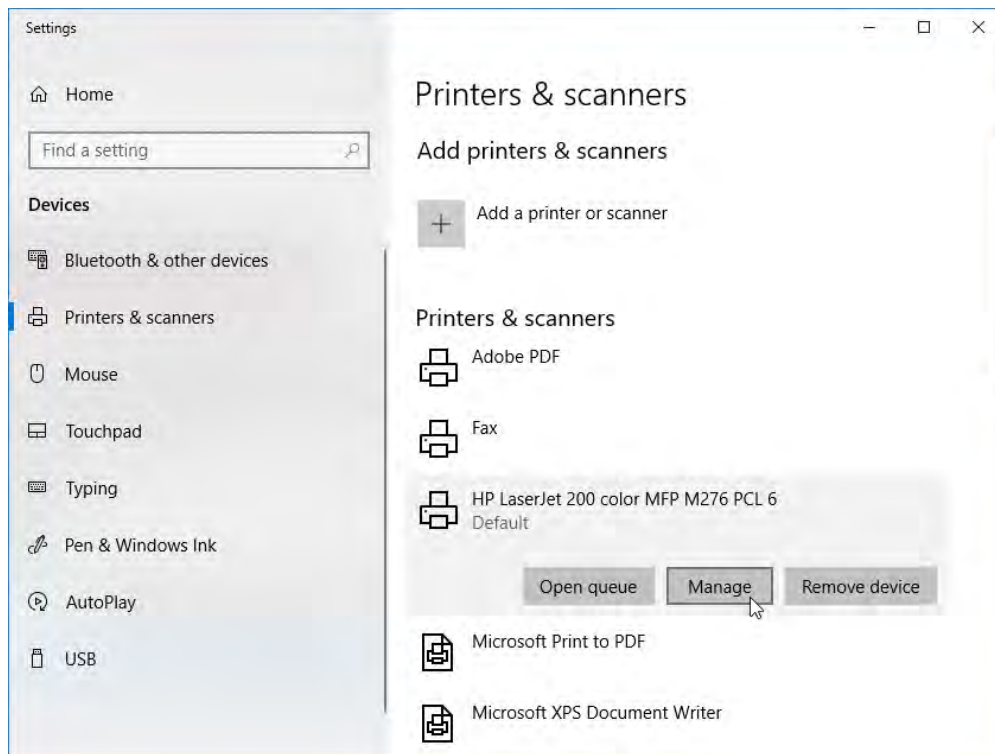 Settings
Home
Find a setting
Devices
Bluetooth & other devices
Printers & scanners
Mouse
Touchpad
Typing
Pen & Windows Ink
AutoPlay
USB
Printers & scanners
Add printers & scanners
Add a printer or scanner
Printers & scanners
Adobe PDF
Fax
HP LaserJet 200 color MFP M276 PCL 6
Default
Open queue Manage Remove device
Microsoft Print to PDF
Microsoft XPS Document Writer